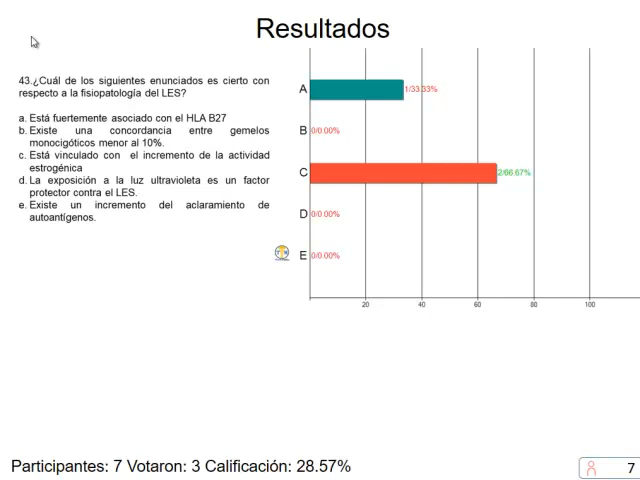 Resultados
43.¿Cuál de los siguientes enunciados es cierto con
respecto a la fisiopatología del LES?
a. Está fuertemente asociado con el HLA B27
b. Existe una concordancia entre gemelos
monocigóticos menor al 10%.
c. Está vinculado con el incremento de la actividad
estrogénica
d. La exposición a la luz ultravioleta es un factor
protector contra el LES.
e. Existe un incremento del aclaramiento de
autoantígenos.
A 1/33.33%
B 0/0.00%
C 2/66.67%
D 0/0.00%
E 0/0.00%
20 40 60 80 100
Participantes: 7 Votaron: 3 Calificación: 28.57%
7